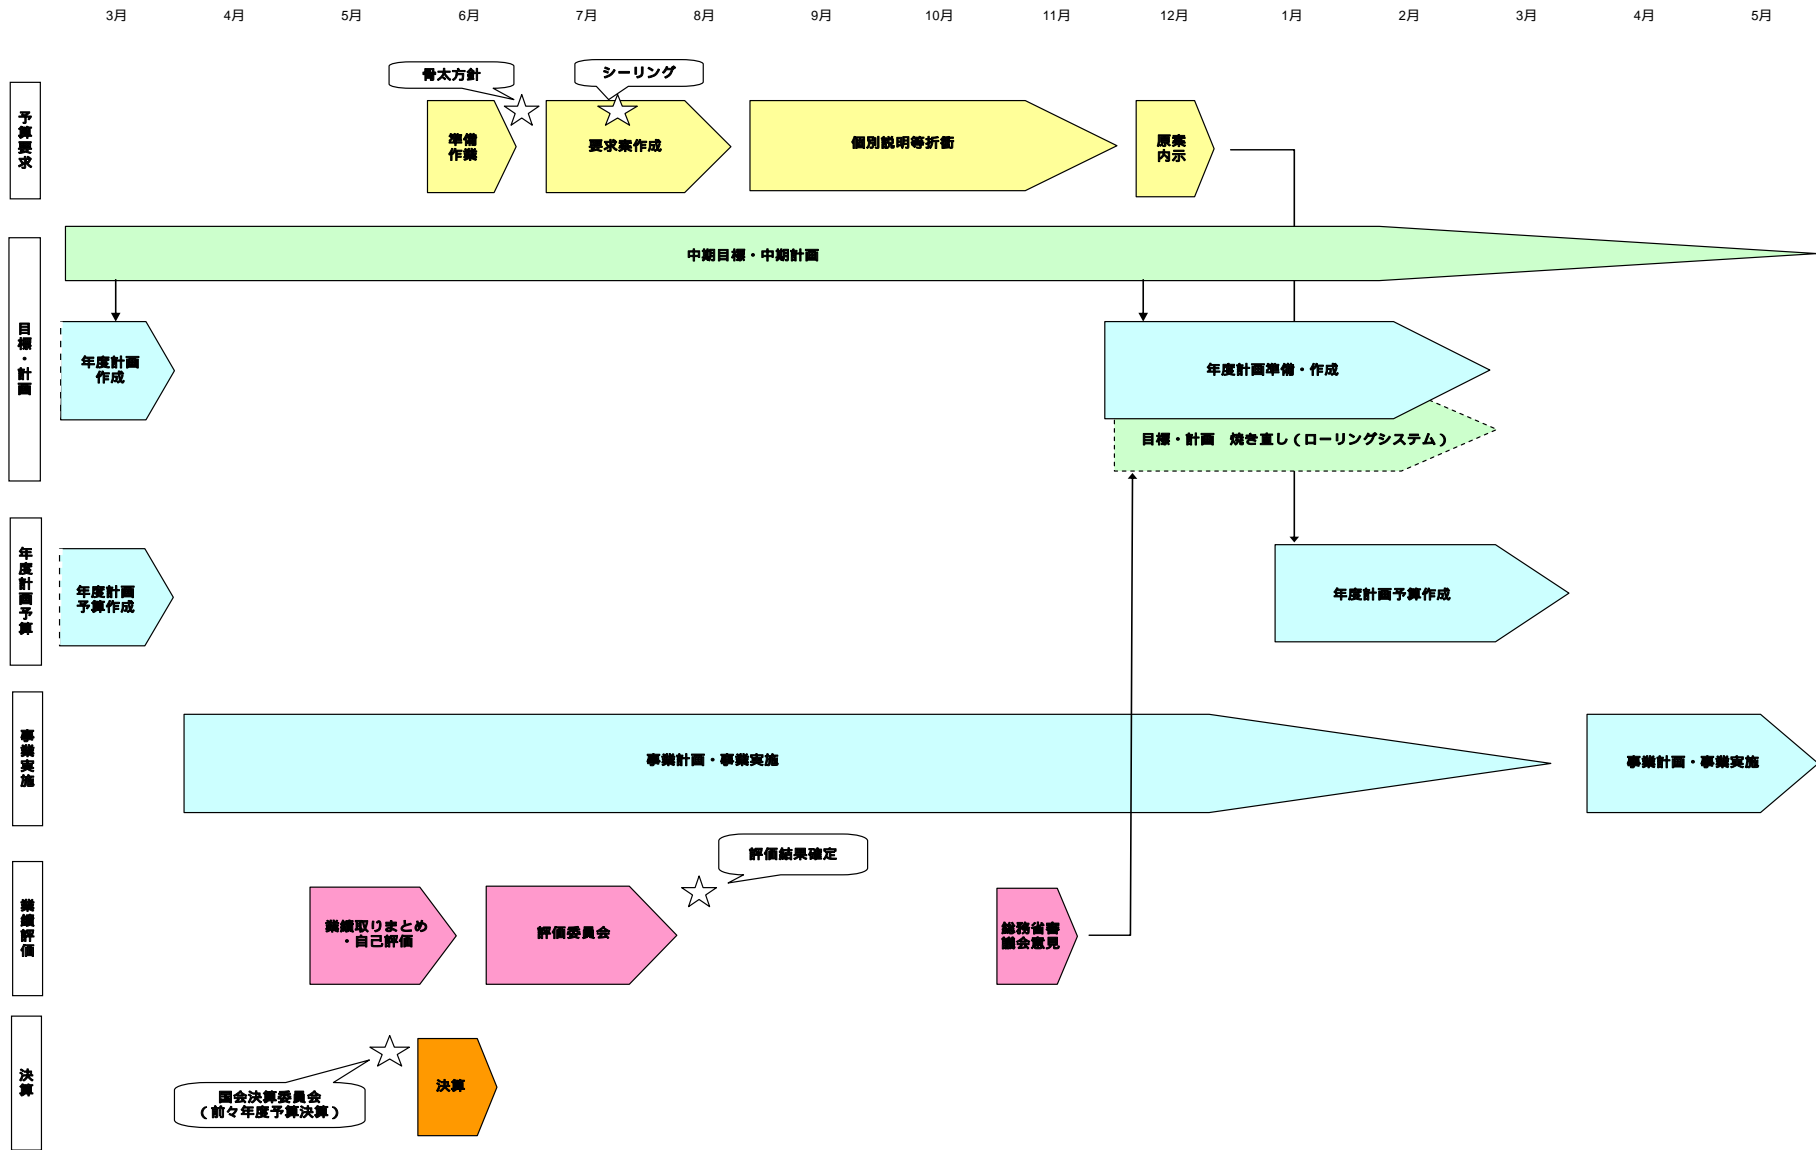 3月 4月 5月 6月 7月 8月 9月 10月 11月 12月 1月 2月 3月 4月 5月
予算要求
骨太方針
シーリング
準備
作業
要求案作成
個別説明等折衝
原案
内示
目標・計画
中期目標・中期計画
年度計画
作成
年度計画準備・作成
目標・計画　焼き直し（ローリングシステム）
年度計画予算
年度計画
予算作成
年度計画予算作成
事業実施
事業計画・事業実施
事業計画・事業実施
業績評価
評価結果確定
業績取りまとめ
・自己評価
評価委員会
総務省審
議会意見
決算
国会決算委員会
（前々年度予算決算）
決算